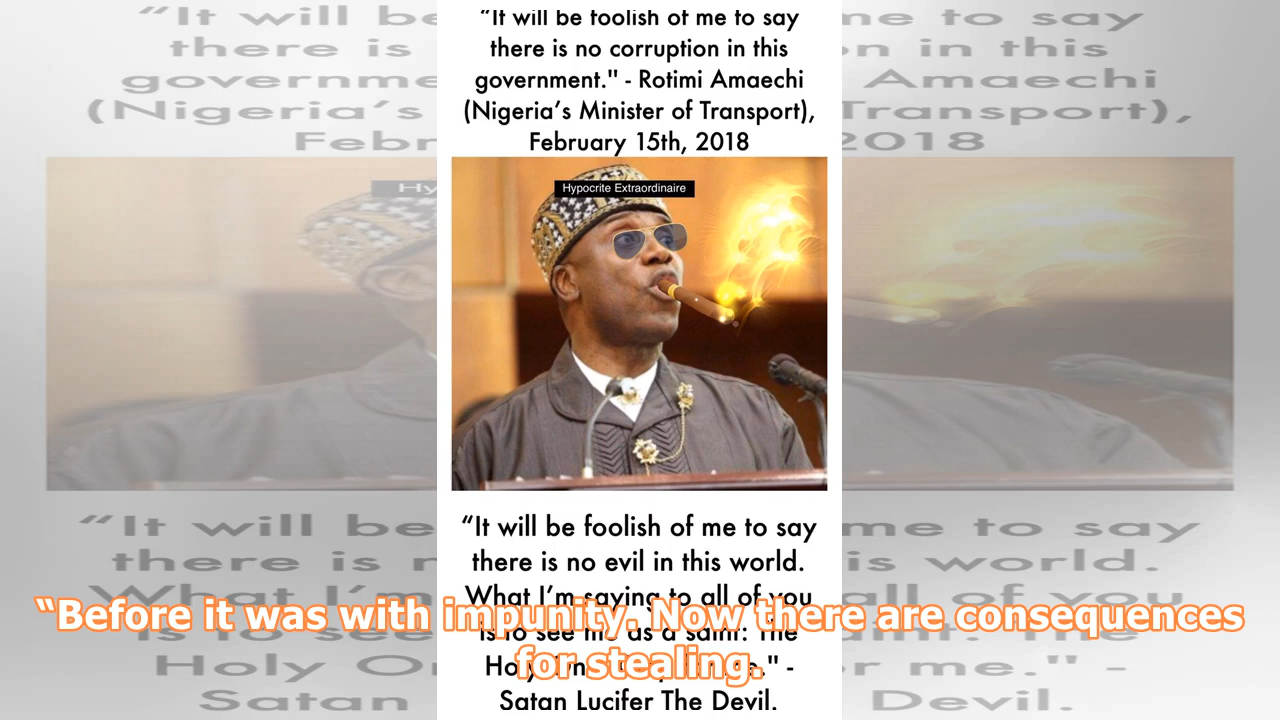 “It will be foolish of me to say
there is no corruption in this
government." - Rotimi Amaechi
(Nigeria’s Minister of Transport),
February 15th, 2018
Hypocrite Extraordinaire
“It will be foolish of me to say
there is no evil in this world.
What I’m saying to all of you
is to see me as a saint: The
Holy
me." -
Satan Lucifer The Devil.
“Before it was with impunity. Now there are consequences
for stealing.